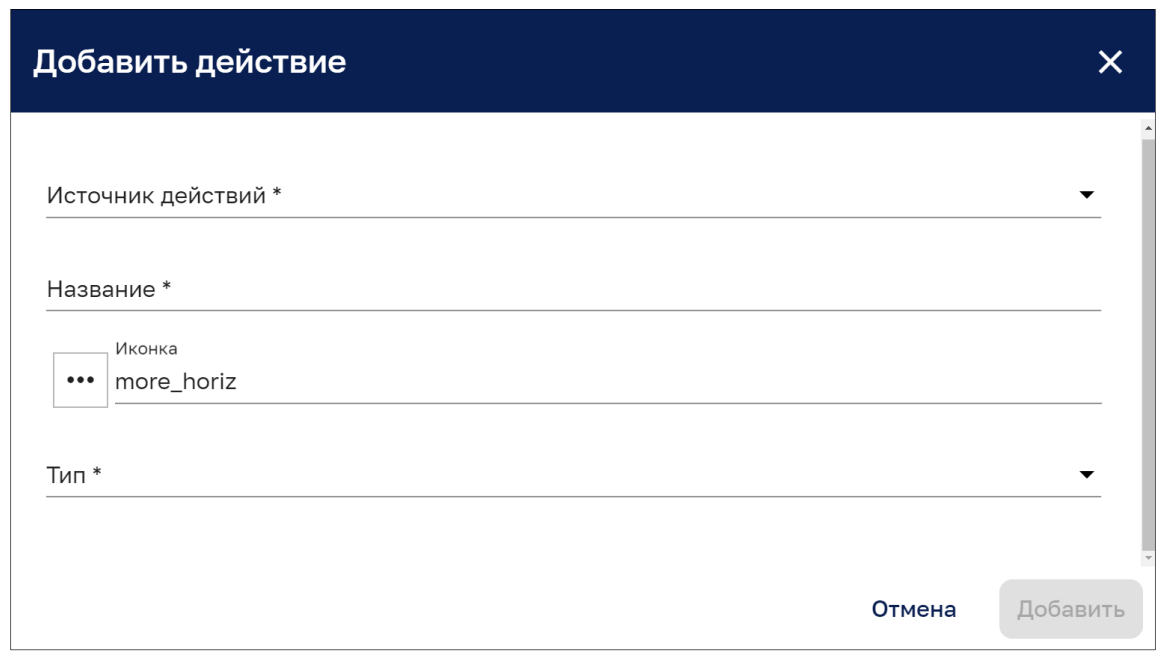 Добавить действие
Источник действий *
Название *
Иконка
more_horiz
Тип *
Отмена
Добавить